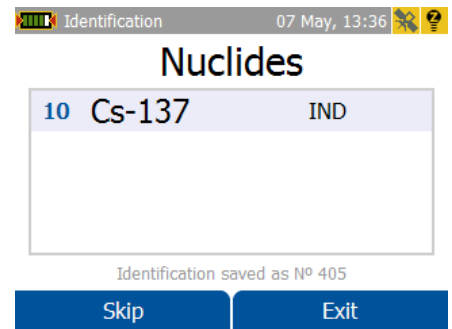 Identification 07 May, 13:36
Nuclides
10 Cs-137 IND
Identification saved as Nº 405
Skip Exit